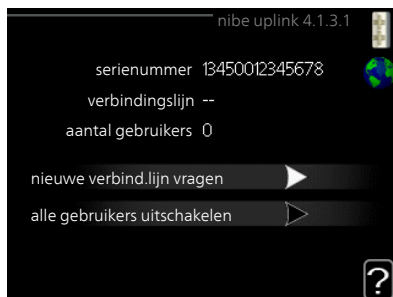 nibe uplink 4.1.3.1
serienummer 13450012345678
verbindingslijn --
aantal gebruikers 0
nieuwe verbind.lijn vragen
alle gebruikers uitschakelen
?